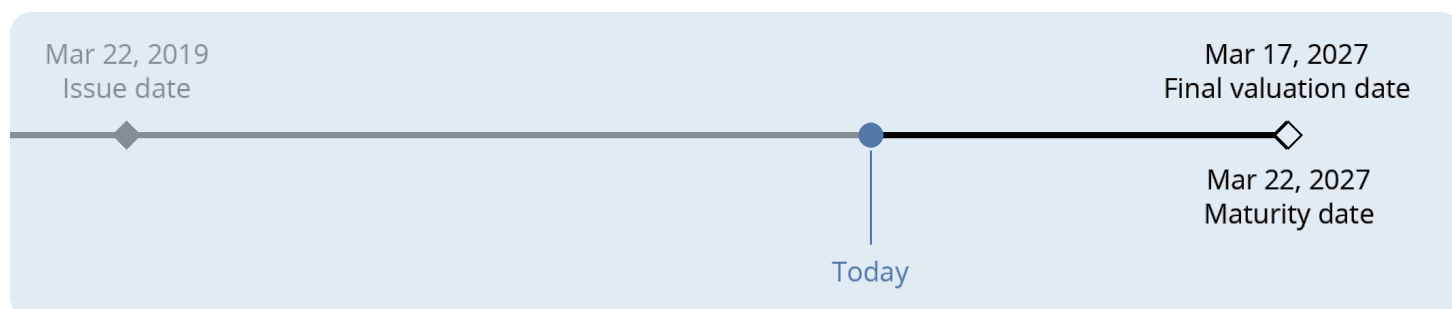 Mar 22, 2019
Issue date
Mar 17, 2027
Final valuation date
Mar 22, 2027
Maturity date
Today